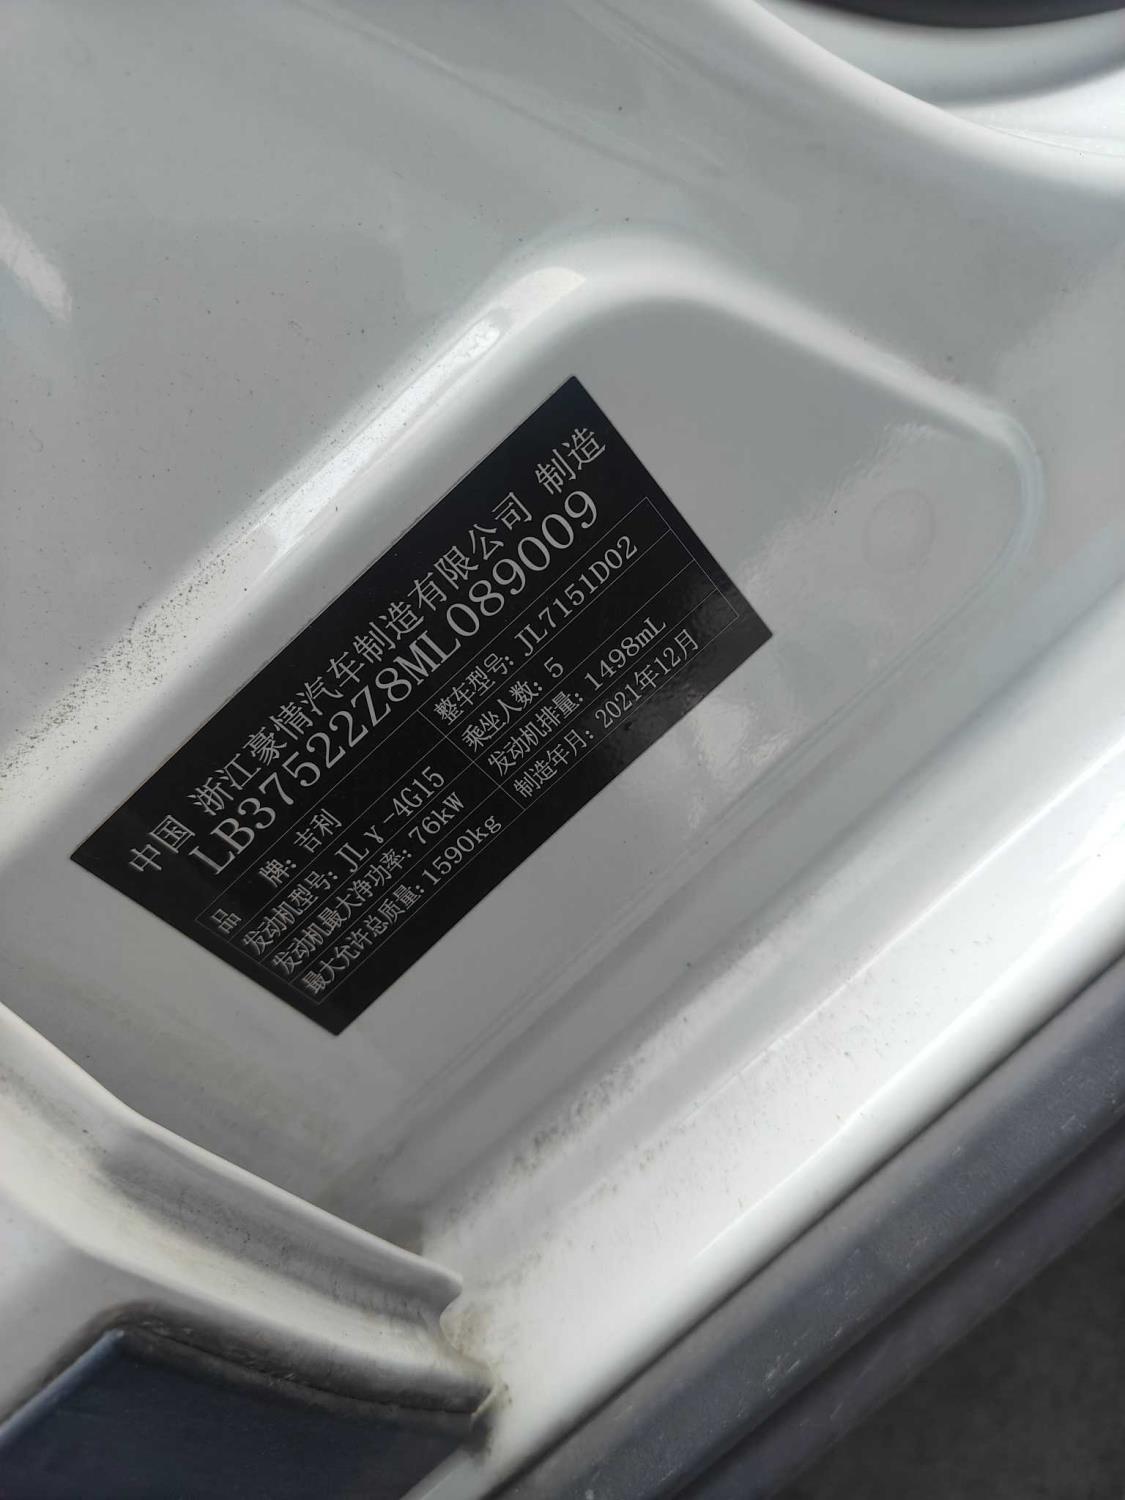 中国 浙江豪情汽车制造有限公司 制造
LB37522Z8ML089009
品 牌: 吉利 整车型号: JL7151D02
发动机型号: JLγ-4G15 乘坐人数: 5
发动机最大净功率: 76kW 发动机排量: 1498mL
最大允许总质量: 1590kg 制造年月: 2021年12月